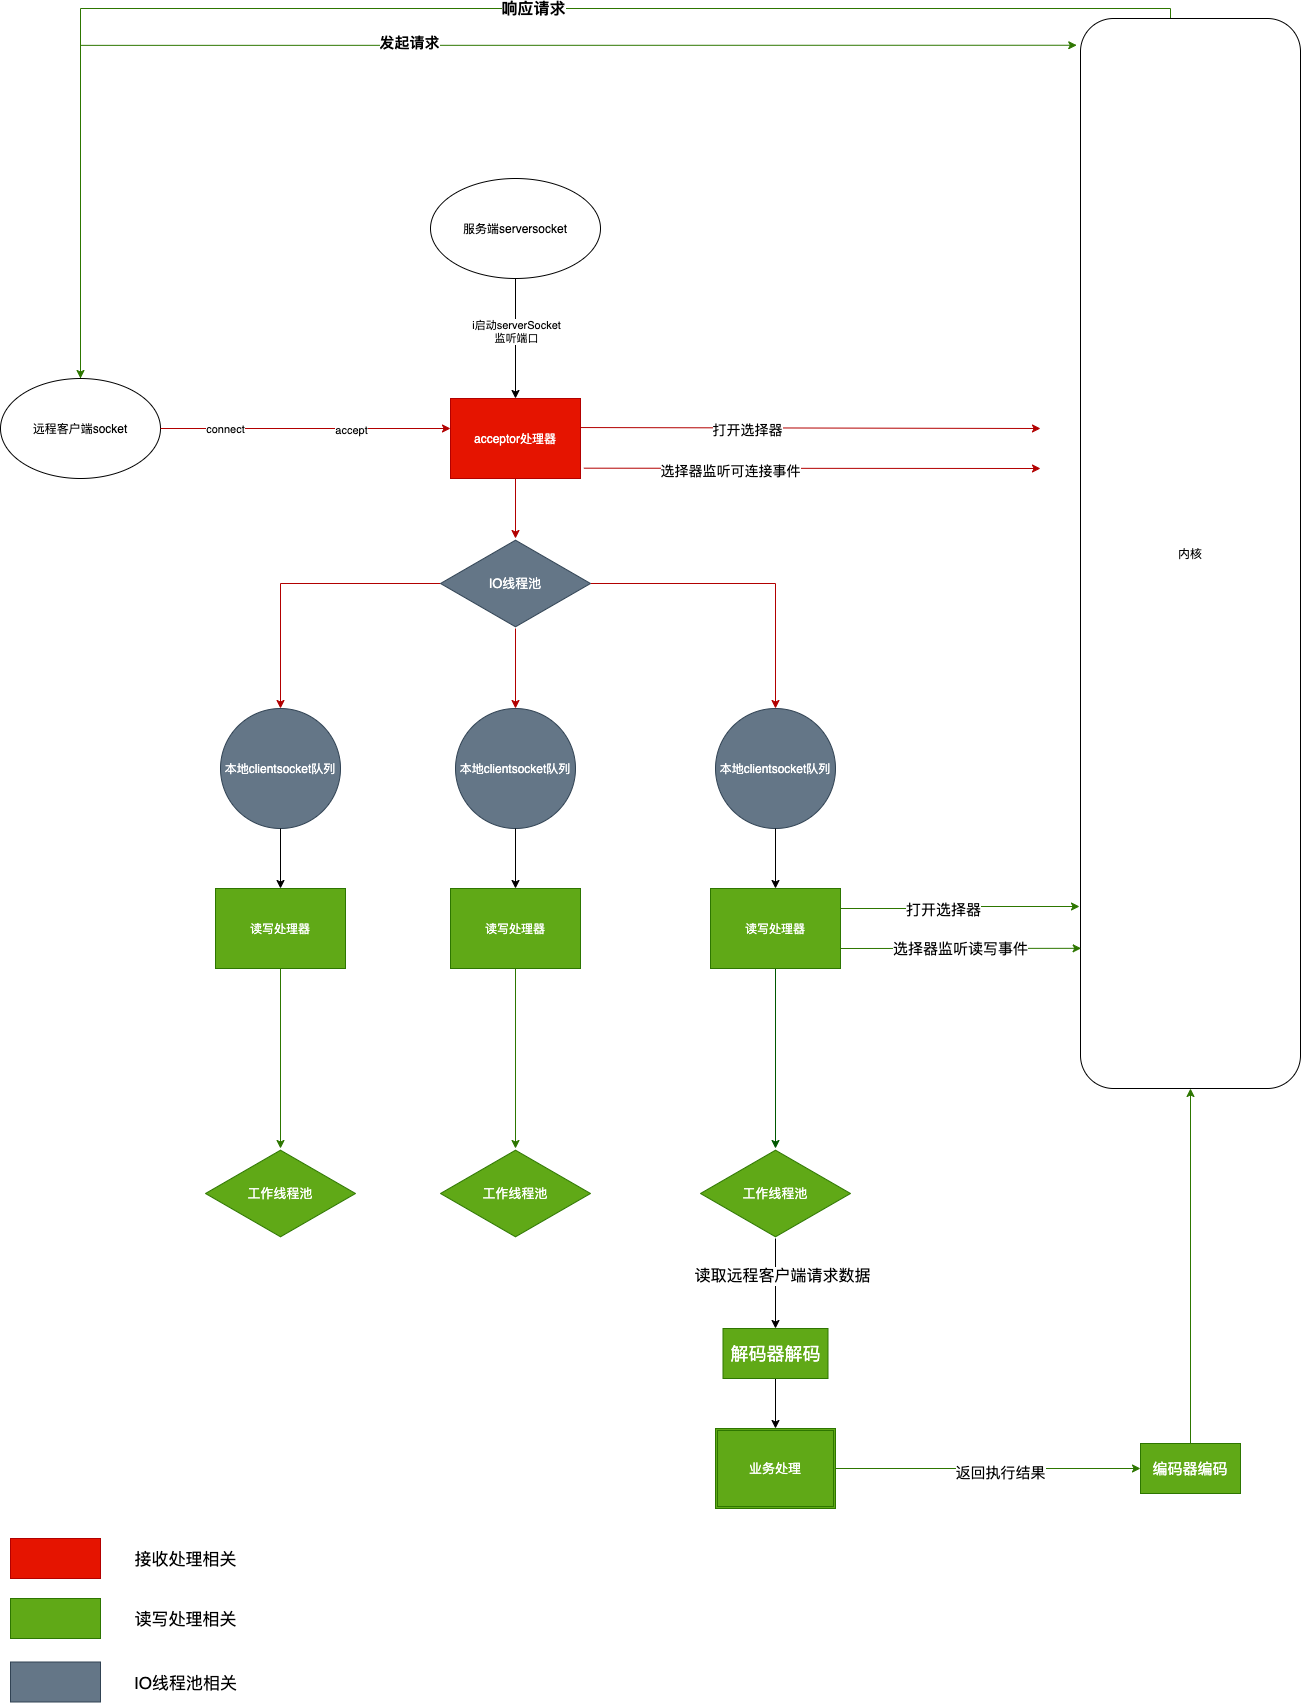 响应请求
发起请求
服务端serversocket
i启动serverSocket
监听端口
远程客户端socket
connect
accept
acceptor处理器
打开选择器
选择器监听可连接事件
内核
IO线程池
本地clientsocket队列
本地clientsocket队列
本地clientsocket队列
读写处理器
读写处理器
读写处理器
打开选择器
选择器监听读写事件
工作线程池
工作线程池
工作线程池
读取远程客户端请求数据
解码器解码
业务处理
返回执行结果
编码器编码
接收处理相关
读写处理相关
IO线程池相关